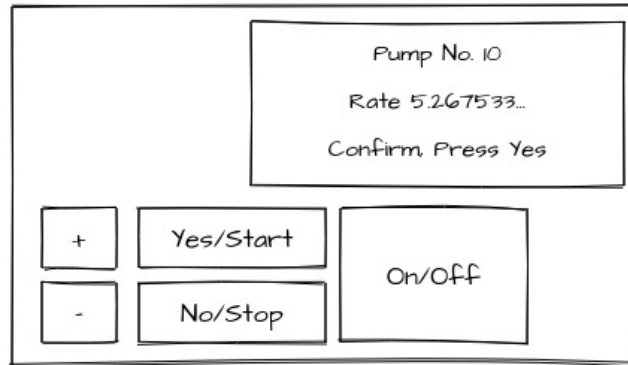 Pump No. 10
Rate 5.267533...
Confirm, Press Yes
+
Yes/Start
On/Off
-
No/Stop